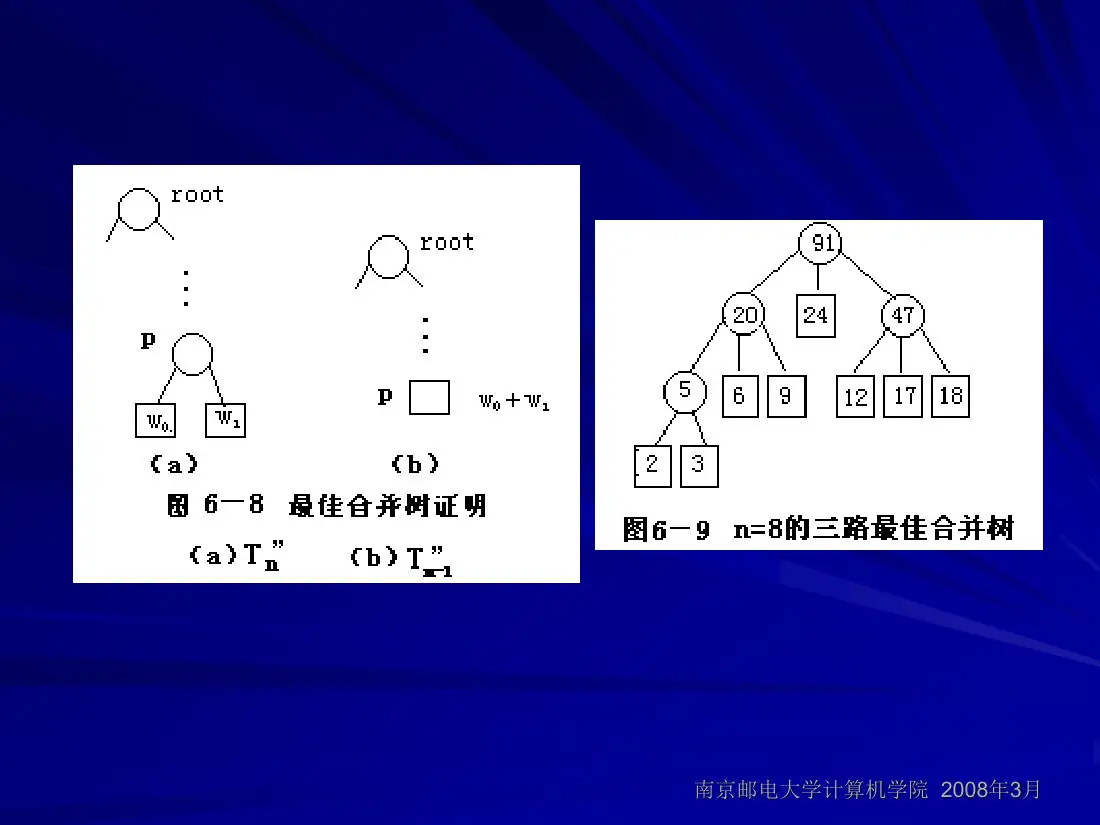 root
p
w₀. w₁
(a)
root
p w₀+w₁
(b)
图 6-8 最佳合并树证明
(a)Tₙ” (b)Tₙ₋₁”
91
20 24 47
5 6 9 12 17 18
2 3
图6-9 n=8的三路最佳合并树
南京邮电大学计算机学院 2008年3月